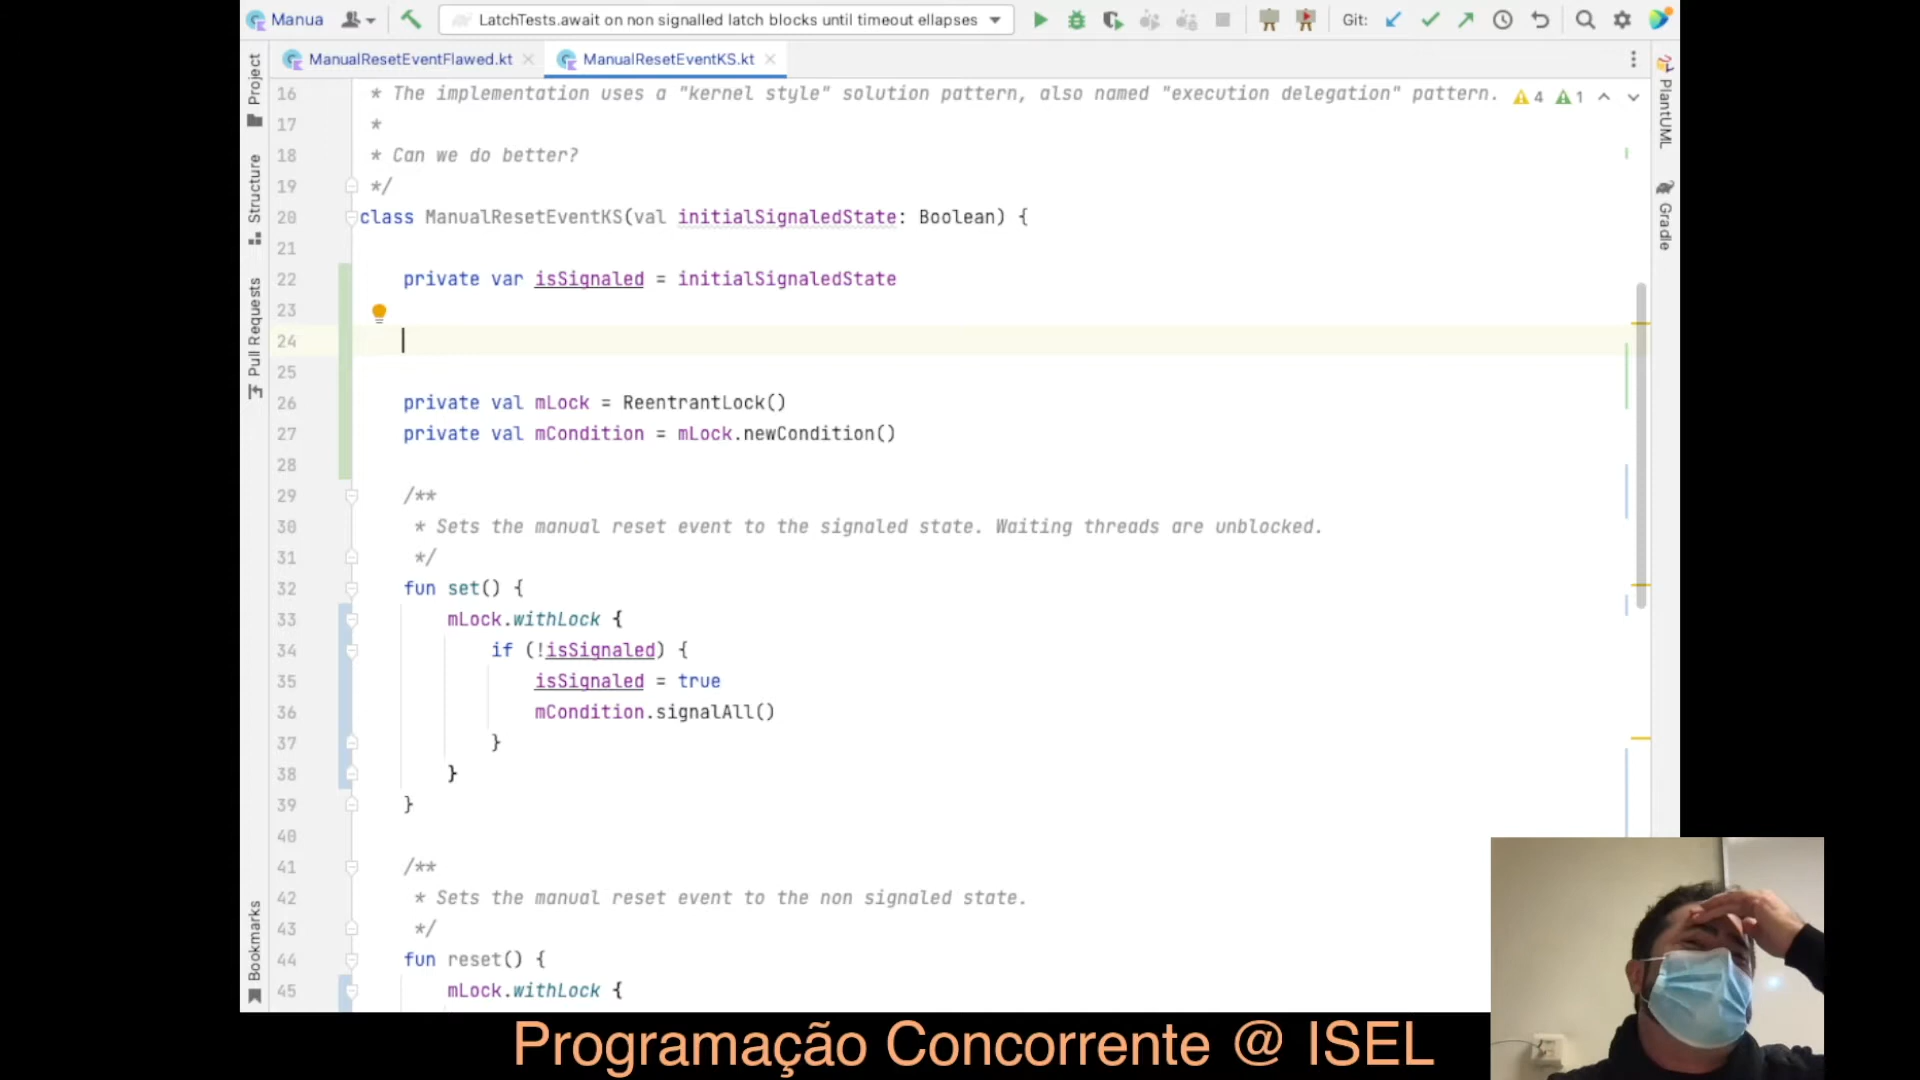 Manua
LatchTests.await on non signalled latch blocks until timeout ellapses
Git:
ManualResetEventFlawed.kt
ManualResetEventKS.kt
Project
Structure
Pull Requests
Bookmarks
PlantUML
Gradle
4 1
16 * The implementation uses a "kernel style" solution pattern, also named "execution delegation" pattern.
17 *
18 * Can we do better?
19 */
20 class ManualResetEventKS(val initialSignaledState: Boolean) {
21
22 private var isSignaled = initialSignaledState
23
24
25
26 private val mLock = ReentrantLock()
27 private val mCondition = mLock.newCondition()
28
29 /**
30 * Sets the manual reset event to the signaled state. Waiting threads are unblocked.
31 */
32 fun set() {
33 mLock.withLock {
34 if (!isSignaled) {
35 isSignaled = true
36 mCondition.signalAll()
37 }
38 }
39 }
40
41 /**
42 * Sets the manual reset event to the non signaled state.
43 */
44 fun reset() {
45 mLock.withLock {
Programação Concorrente @ ISEL